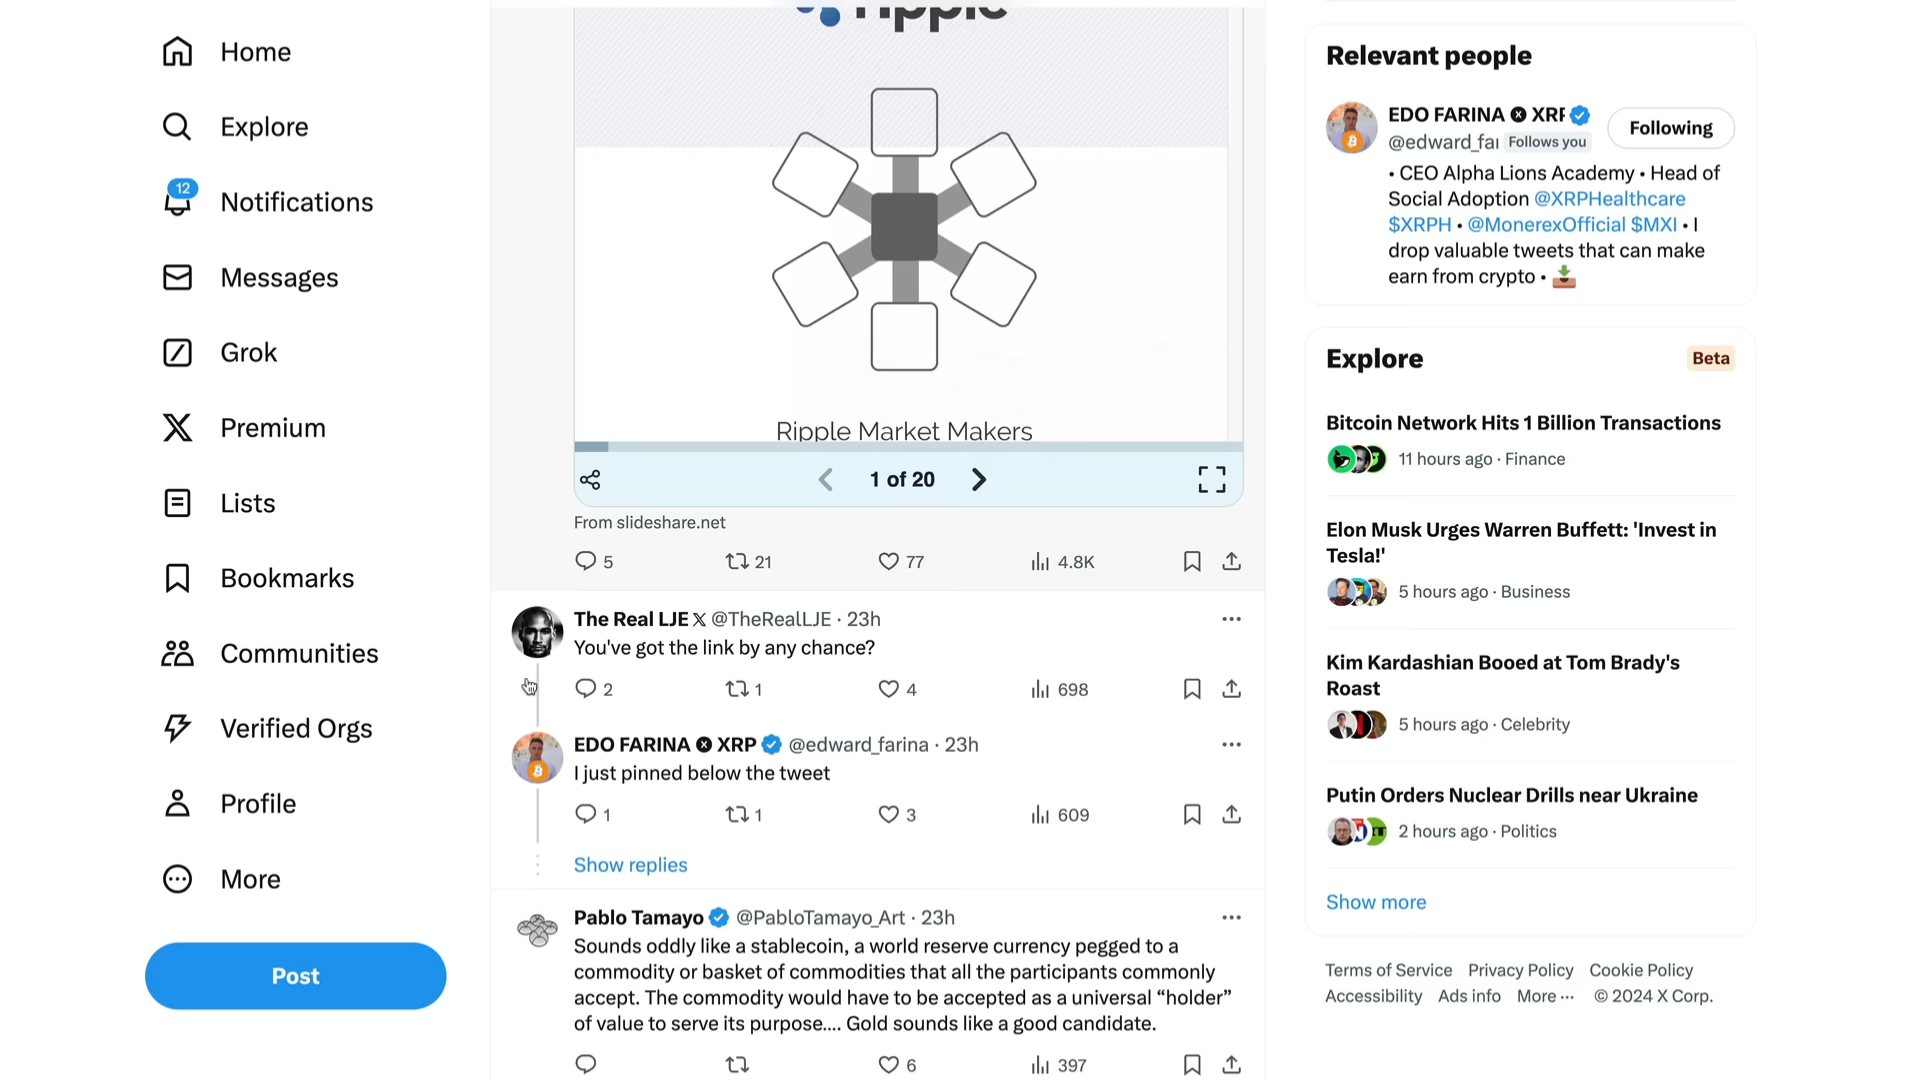 Home
Explore
12
Notifications
Messages
Grok
Premium
Lists
Bookmarks
Communities
Verified Orgs
Profile
More
Post
ripple
Ripple Market Makers
1 of 20
From slideshare.net
5 21 77 4.8K
The Real LJE 𝕏 @TheRealLJE · 23h
You've got the link by any chance?
2 1 4 698
EDO FARINA XRP @edward_farina · 23h
I just pinned below the tweet
1 1 3 609
Show replies
Pablo Tamayo @PabloTamayo_Art · 23h
Sounds oddly like a stablecoin, a world reserve currency pegged to a
commodity or basket of commodities that all the participants commonly
accept. The commodity would have to be accepted as a universal “holder”
of value to serve its purpose.... Gold sounds like a good candidate.
6 397
Relevant people
EDO FARINA XRP
Following
@edward_fai Follows you
• CEO Alpha Lions Academy • Head of
Social Adoption @XRPHealthcare
$XRPH • @MonerexOfficial $MXI • I
drop valuable tweets that can make
earn from crypto •
Explore
Beta
Bitcoin Network Hits 1 Billion Transactions
11 hours ago · Finance
Elon Musk Urges Warren Buffett: 'Invest in
Tesla!'
5 hours ago · Business
Kim Kardashian Booed at Tom Brady's
Roast
5 hours ago · Celebrity
Putin Orders Nuclear Drills near Ukraine
2 hours ago · Politics
Show more
Terms of Service Privacy Policy Cookie Policy
Accessibility Ads info More ··· © 2024 X Corp.